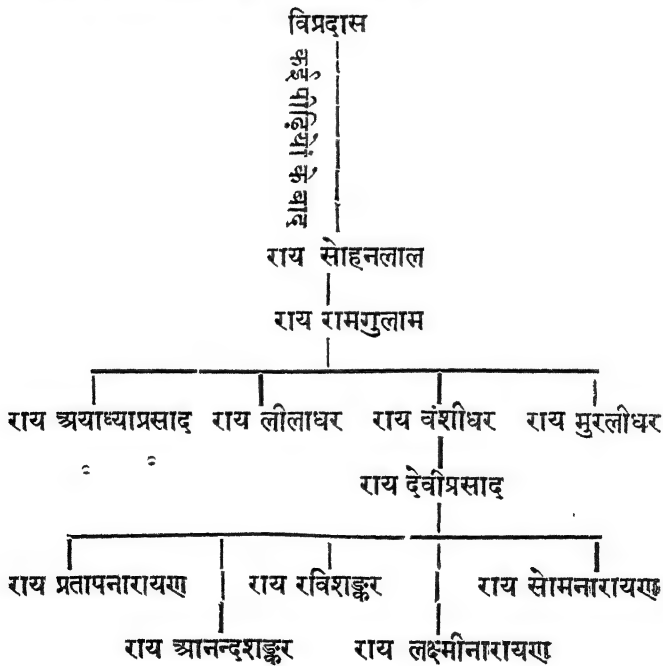 विप्रदास
कई पीढ़ियों के बाद
राय सोहनलाल
राय रामगुलाम
राय अयाध्याप्रसाद राय लीलाधर राय वंशीधर राय मुरलीधर
राय देवीप्रसाद
राय प्रतापनारायण राय रविशङ्कर राय सोमनारायण
राय आनन्दशङ्कर राय लक्ष्मीनारायण